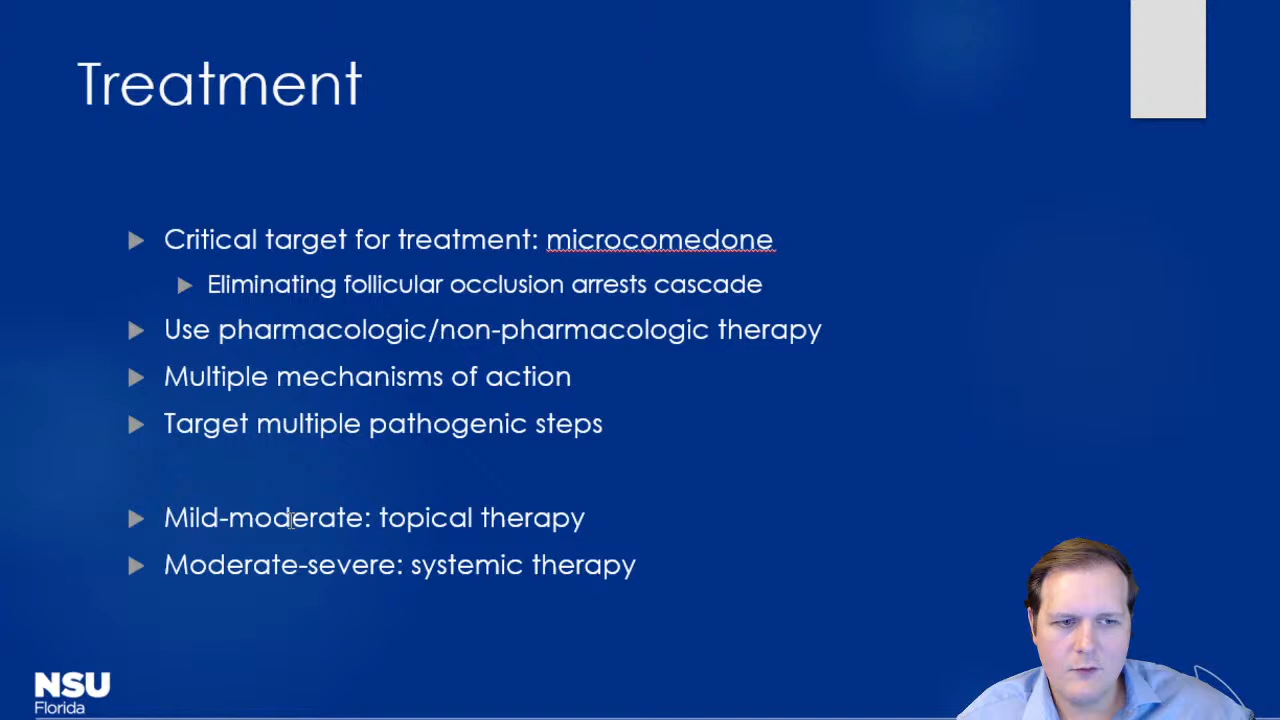 Treatment
Critical target for treatment: microcomedone
Eliminating follicular occlusion arrests cascade
Use pharmacologic/non-pharmacologic therapy
Multiple mechanisms of action
Target multiple pathogenic steps
Mild-moderate: topical therapy
Moderate-severe: systemic therapy
NSU
Florida